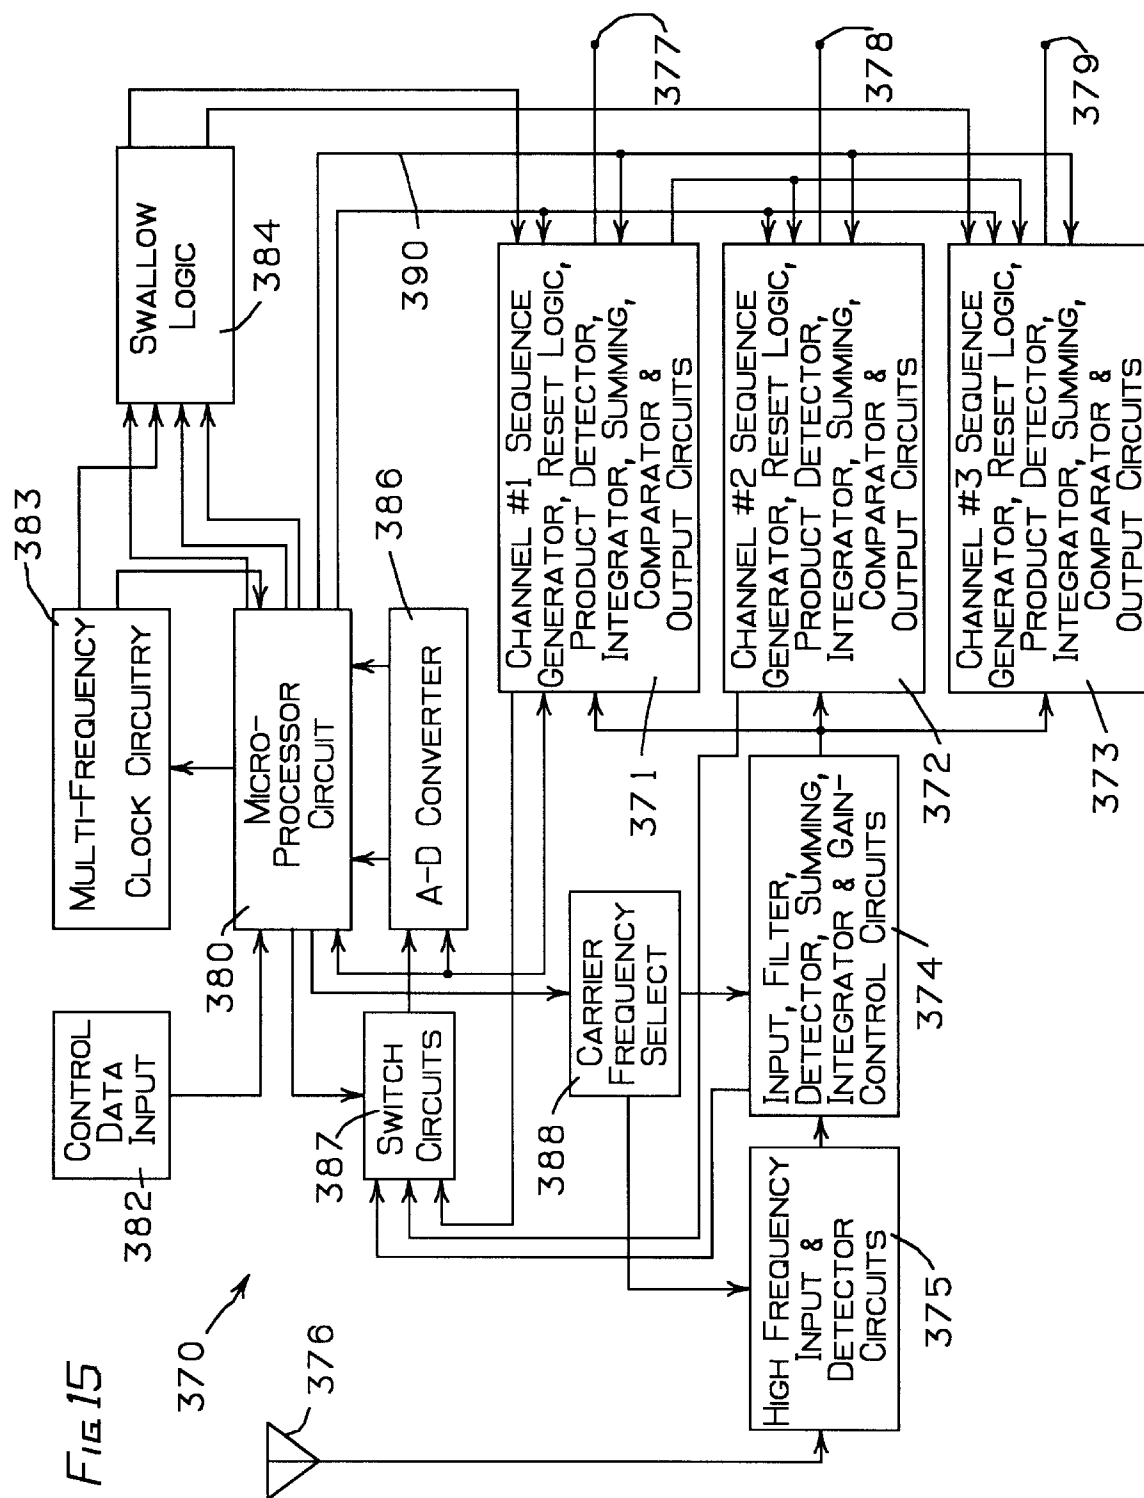 FIG.15
370
376
CONTROL
DATA
INPUT
382
MULTI-FREQUENCY
CLOCK CIRCUITRY
383
SWALLOW
LOGIC
384
MICRO-
PROCESSOR
CIRCUIT
380
SWITCH
CIRCUITS
387
A-D CONVERTER
386
390
CARRIER
FREQUENCY
SELECT
388
CHANNEL #1 SEQUENCE
GENERATOR, RESET LOGIC,
PRODUCT DETECTOR,
INTEGRATOR, SUMMING,
COMPARATOR &
OUTPUT CIRCUITS
371
377
HIGH FREQUENCY
INPUT &
DETECTOR
CIRCUITS
375
INPUT, FILTER,
DETECTOR, SUMMING,
INTEGRATOR & GAIN-
CONTROL CIRCUITS
374
CHANNEL #2 SEQUENCE
GENERATOR, RESET LOGIC,
PRODUCT DETECTOR,
INTEGRATOR, SUMMING,
COMPARATOR &
OUTPUT CIRCUITS
372
378
CHANNEL #3 SEQUENCE
GENERATOR, RESET LOGIC,
PRODUCT DETECTOR,
INTEGRATOR, SUMMING,
COMPARATOR &
OUTPUT CIRCUITS
373
379